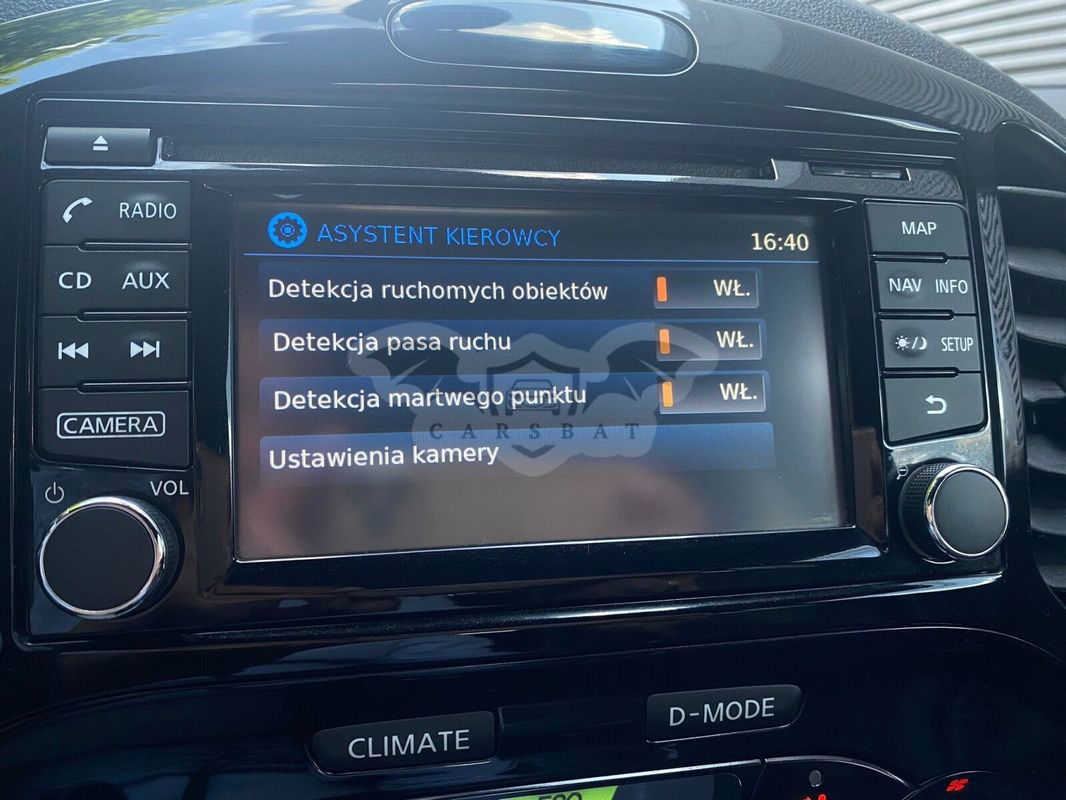 RADIO
CD AUX
CAMERA
VOL
ASYSTENT KIEROWCY 16:40
Detekcja ruchomych obiektów WŁ.
Detekcja pasa ruchu WŁ.
Detekcja martwego punktu WŁ.
Ustawienia kamery
CARSBAT
MAP
NAV INFO
SETUP
CLIMATE
D-MODE